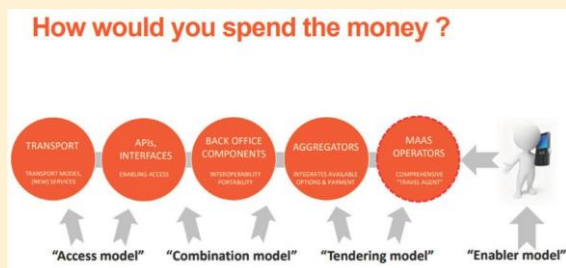 How would you spend the money ?
TRANSPORT
TRANSPORT MODES,
(NEW) SERVICES
APIs,
INTERFACES
ENABLING ACCESS
BACK OFFICE
COMPONENTS
INTEROPERABILITY
PORTABILITY
AGGREGATORS
INTEGRATES AVAILABLE
OPTIONS & PAYMENT
MAAS
OPERATORS
COMPREHENSIVE
"TRAVEL AGENT"
"Access model"
"Combination model"
"Tendering model"
"Enabler model"